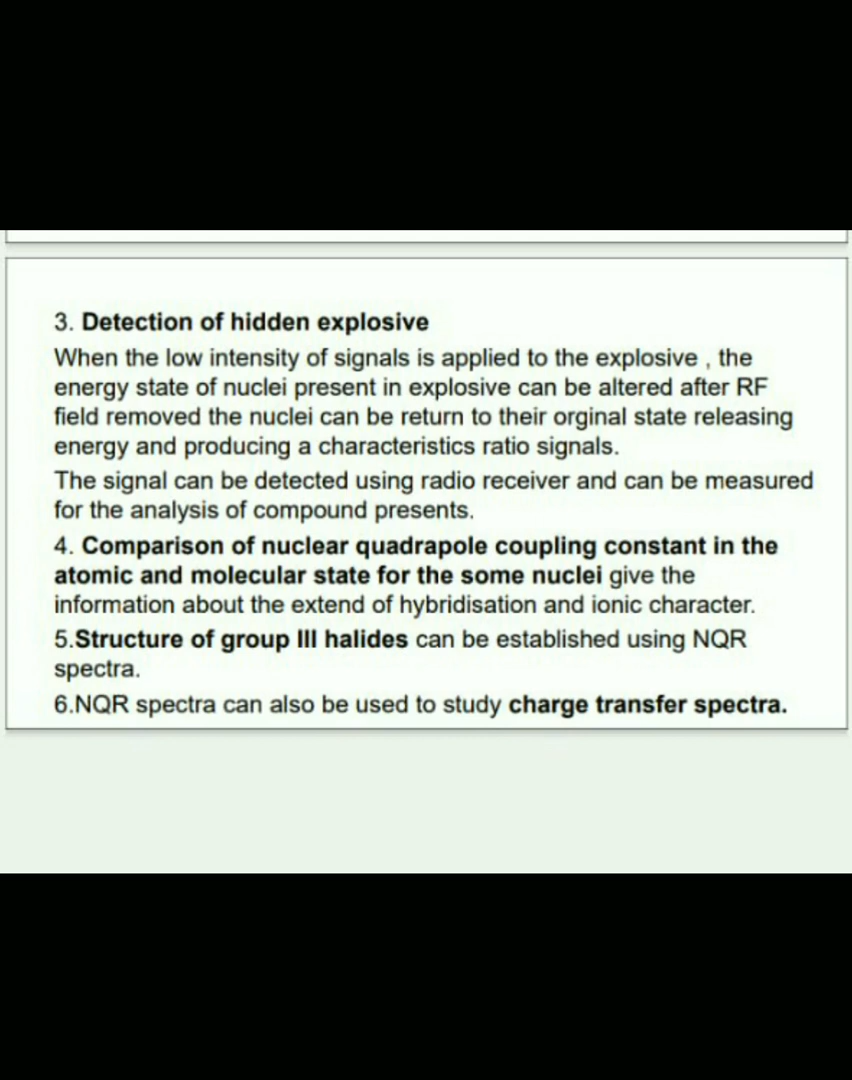 3. Detection of hidden explosive
When the low intensity of signals is applied to the explosive , the
energy state of nuclei present in explosive can be altered after RF
field removed the nuclei can be return to their orginal state releasing
energy and producing a characteristics ratio signals.
The signal can be detected using radio receiver and can be measured
for the analysis of compound presents.
4. Comparison of nuclear quadrapole coupling constant in the
atomic and molecular state for the some nuclei give the
information about the extend of hybridisation and ionic character.
5.Structure of group III halides can be established using NQR
spectra.
6.NQR spectra can also be used to study charge transfer spectra.